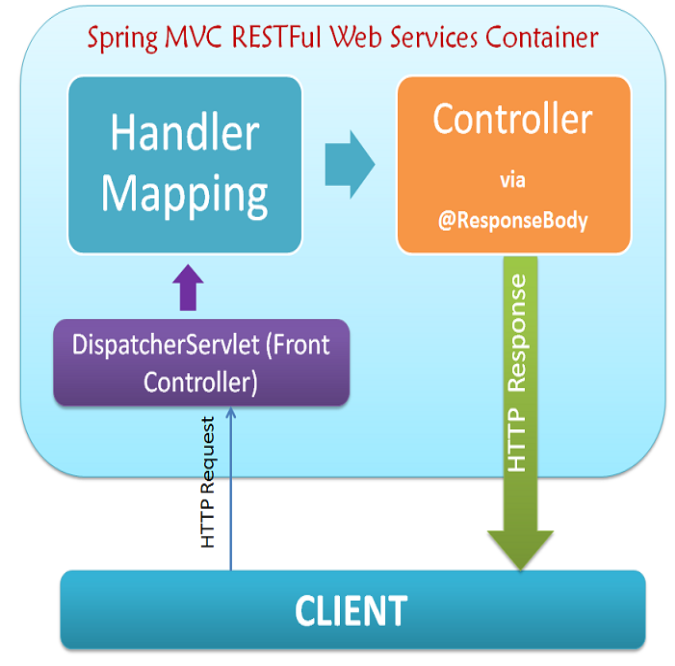 Spring MVC RESTFul Web Services Container
Handler
Mapping
Controller
via
@ResponseBody
DispatcherServlet (Front
Controller)
HTTP Request
HTTP Response
CLIENT